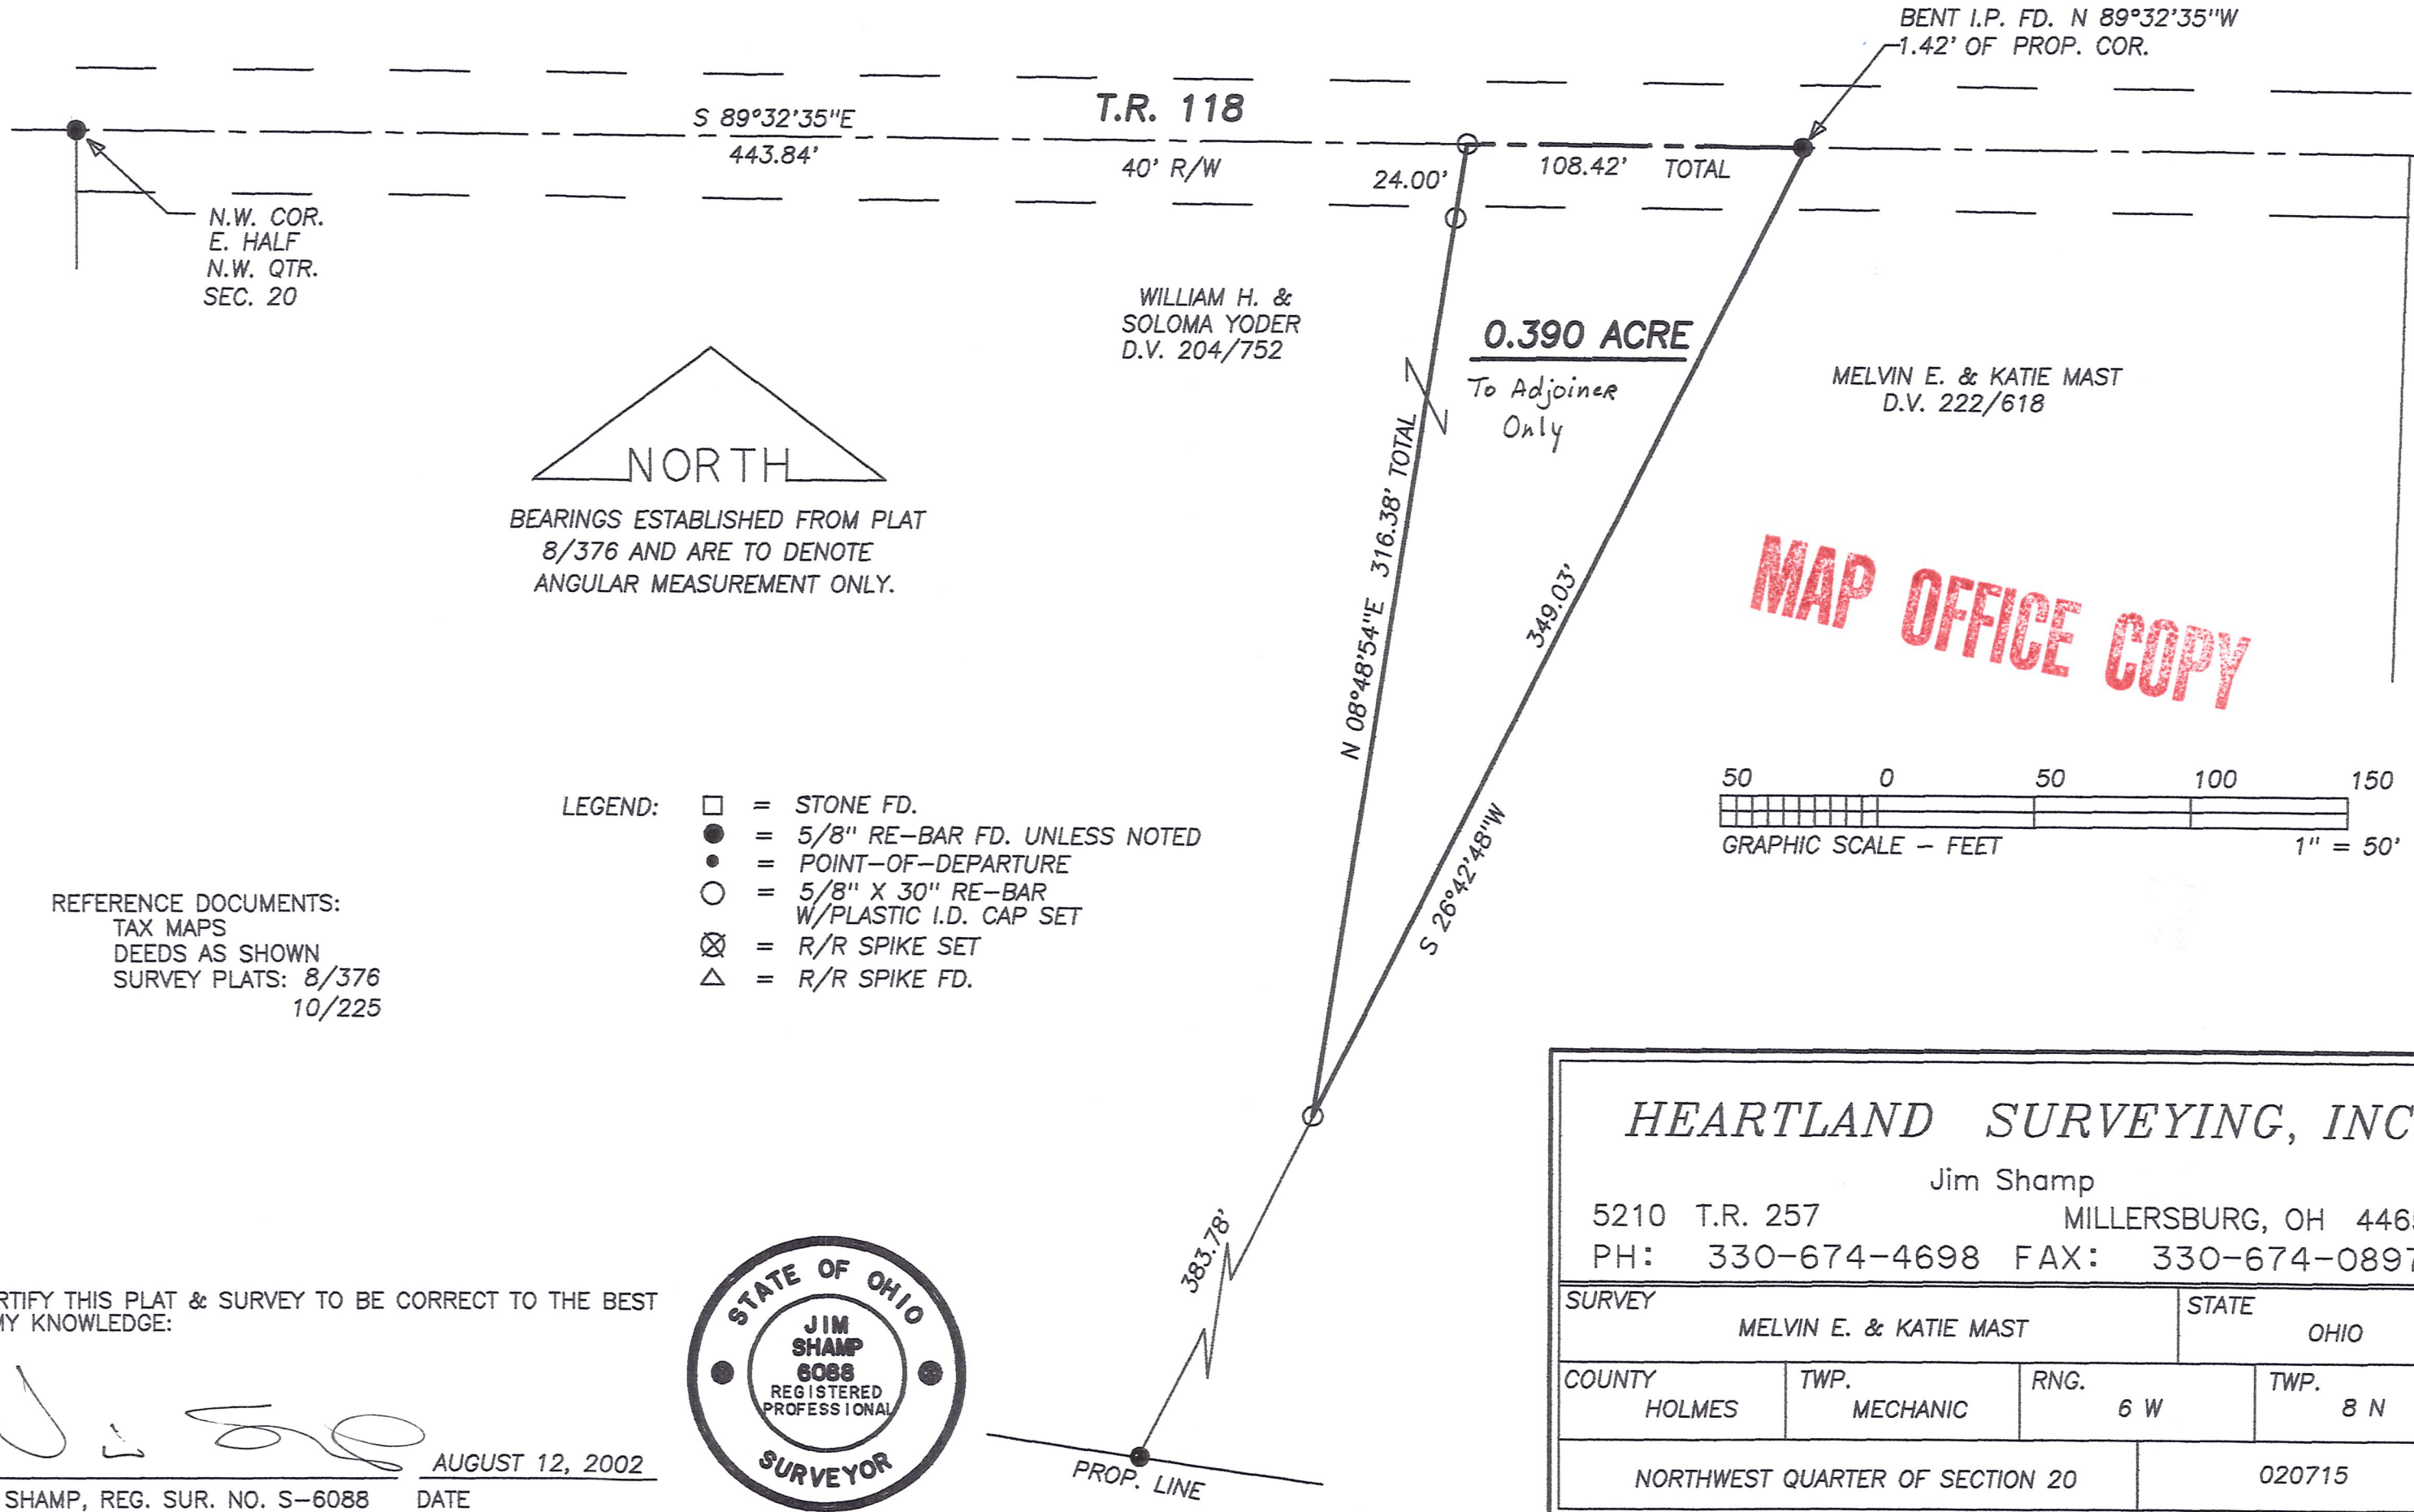 BENT I.P. FD. N 89°32'35"W
1.42' OF PROP. COR.
S 89°32'35"E
443.84'
T.R. 118
40' R/W
24.00'
108.42' TOTAL
N.W. COR.
E. HALF
N.W. QTR.
SEC. 20
WILLIAM H. &
SOLOMA YODER
D.V. 204/752
0.390 ACRE
To Adjoiner
Only
MELVIN E. & KATIE MAST
D.V. 222/618
NORTH
BEARINGS ESTABLISHED FROM PLAT
8/376 AND ARE TO DENOTE
ANGULAR MEASUREMENT ONLY.
N 08°48'54"E 316.38' TOTAL
349.03'
S 26°42'48"W
MAP OFFICE COPY
50 0 50 100 150
GRAPHIC SCALE – FEET 1" = 50'
LEGEND:
= STONE FD.
= 5/8" RE–BAR FD. UNLESS NOTED
= POINT–OF–DEPARTURE
= 5/8" X 30" RE–BAR
W/PLASTIC I.D. CAP SET
= R/R SPIKE SET
= R/R SPIKE FD.
REFERENCE DOCUMENTS:
TAX MAPS
DEEDS AS SHOWN
SURVEY PLATS: 8/376
10/225
383.78'
PROP. LINE
RTIFY THIS PLAT & SURVEY TO BE CORRECT TO THE BEST
MY KNOWLEDGE:
AUGUST 12, 2002
SHAMP, REG. SUR. NO. S–6088 DATE
STATE OF OHIO
JIM
SHAMP
6088
REGISTERED
PROFESSIONAL
SURVEYOR
HEARTLAND SURVEYING, INC
Jim Shamp
5210 T.R. 257 MILLERSBURG, OH 446
PH: 330–674–4698 FAX: 330–674–0897
SURVEY
MELVIN E. & KATIE MAST
STATE
OHIO
COUNTY
HOLMES
TWP.
MECHANIC
RNG.
6 W
TWP.
8 N
NORTHWEST QUARTER OF SECTION 20
020715